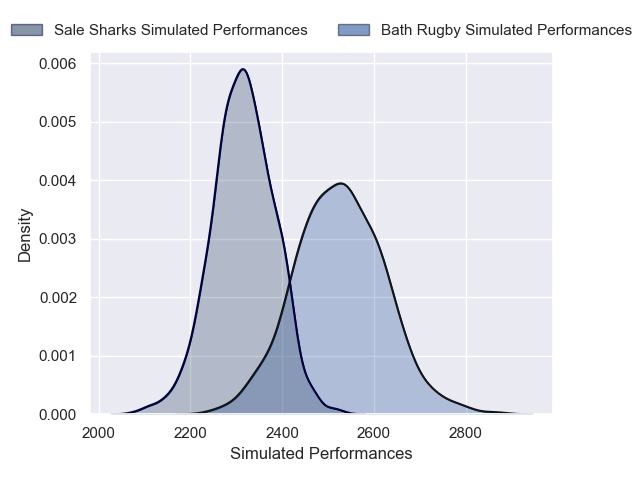 Sale Sharks Simulated Performances Bath Rugby Simulated Performances
0.006
0.005
0.004
0.003
0.002
0.001
0.000
Density
2000 2200 2400 2600 2800
Simulated Performances